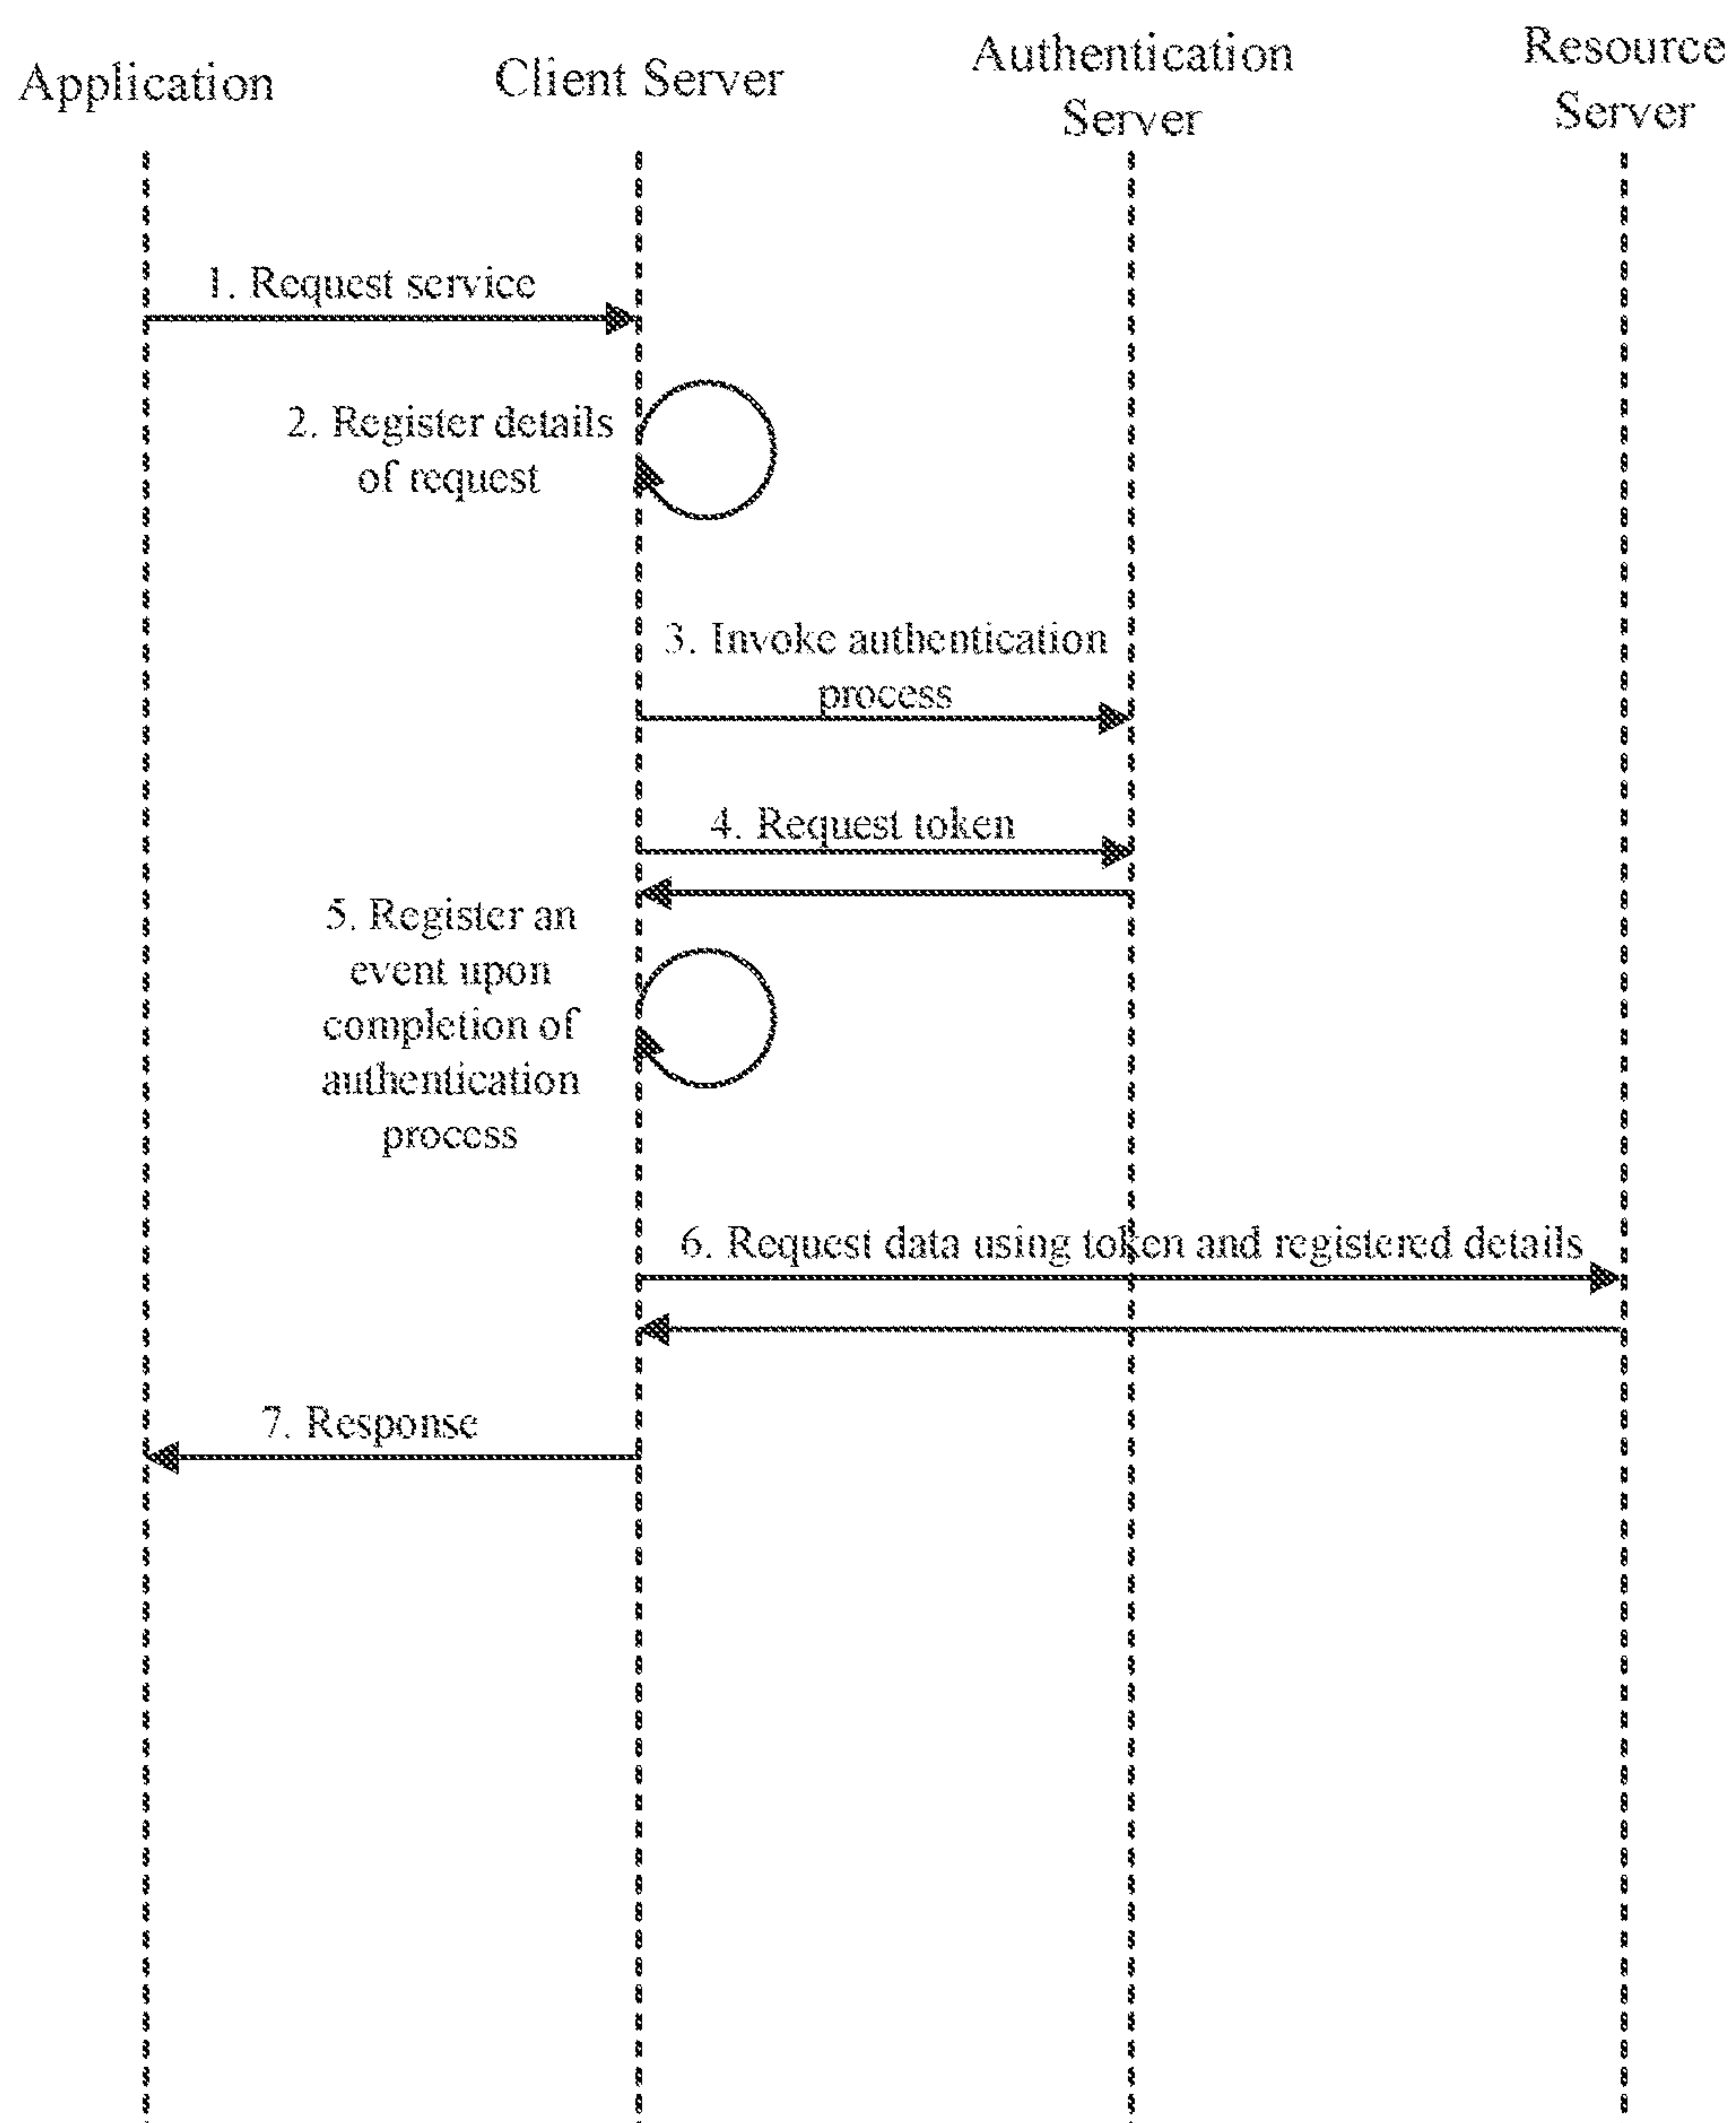 Application
Client Server
Authentication
Server
Resource
Server
1. Request service
2. Register details
of request
3. Invoke authentication
process
4. Request token
5. Register an
event upon
completion of
authentication
process
6. Request data using token and registered details
7. Response